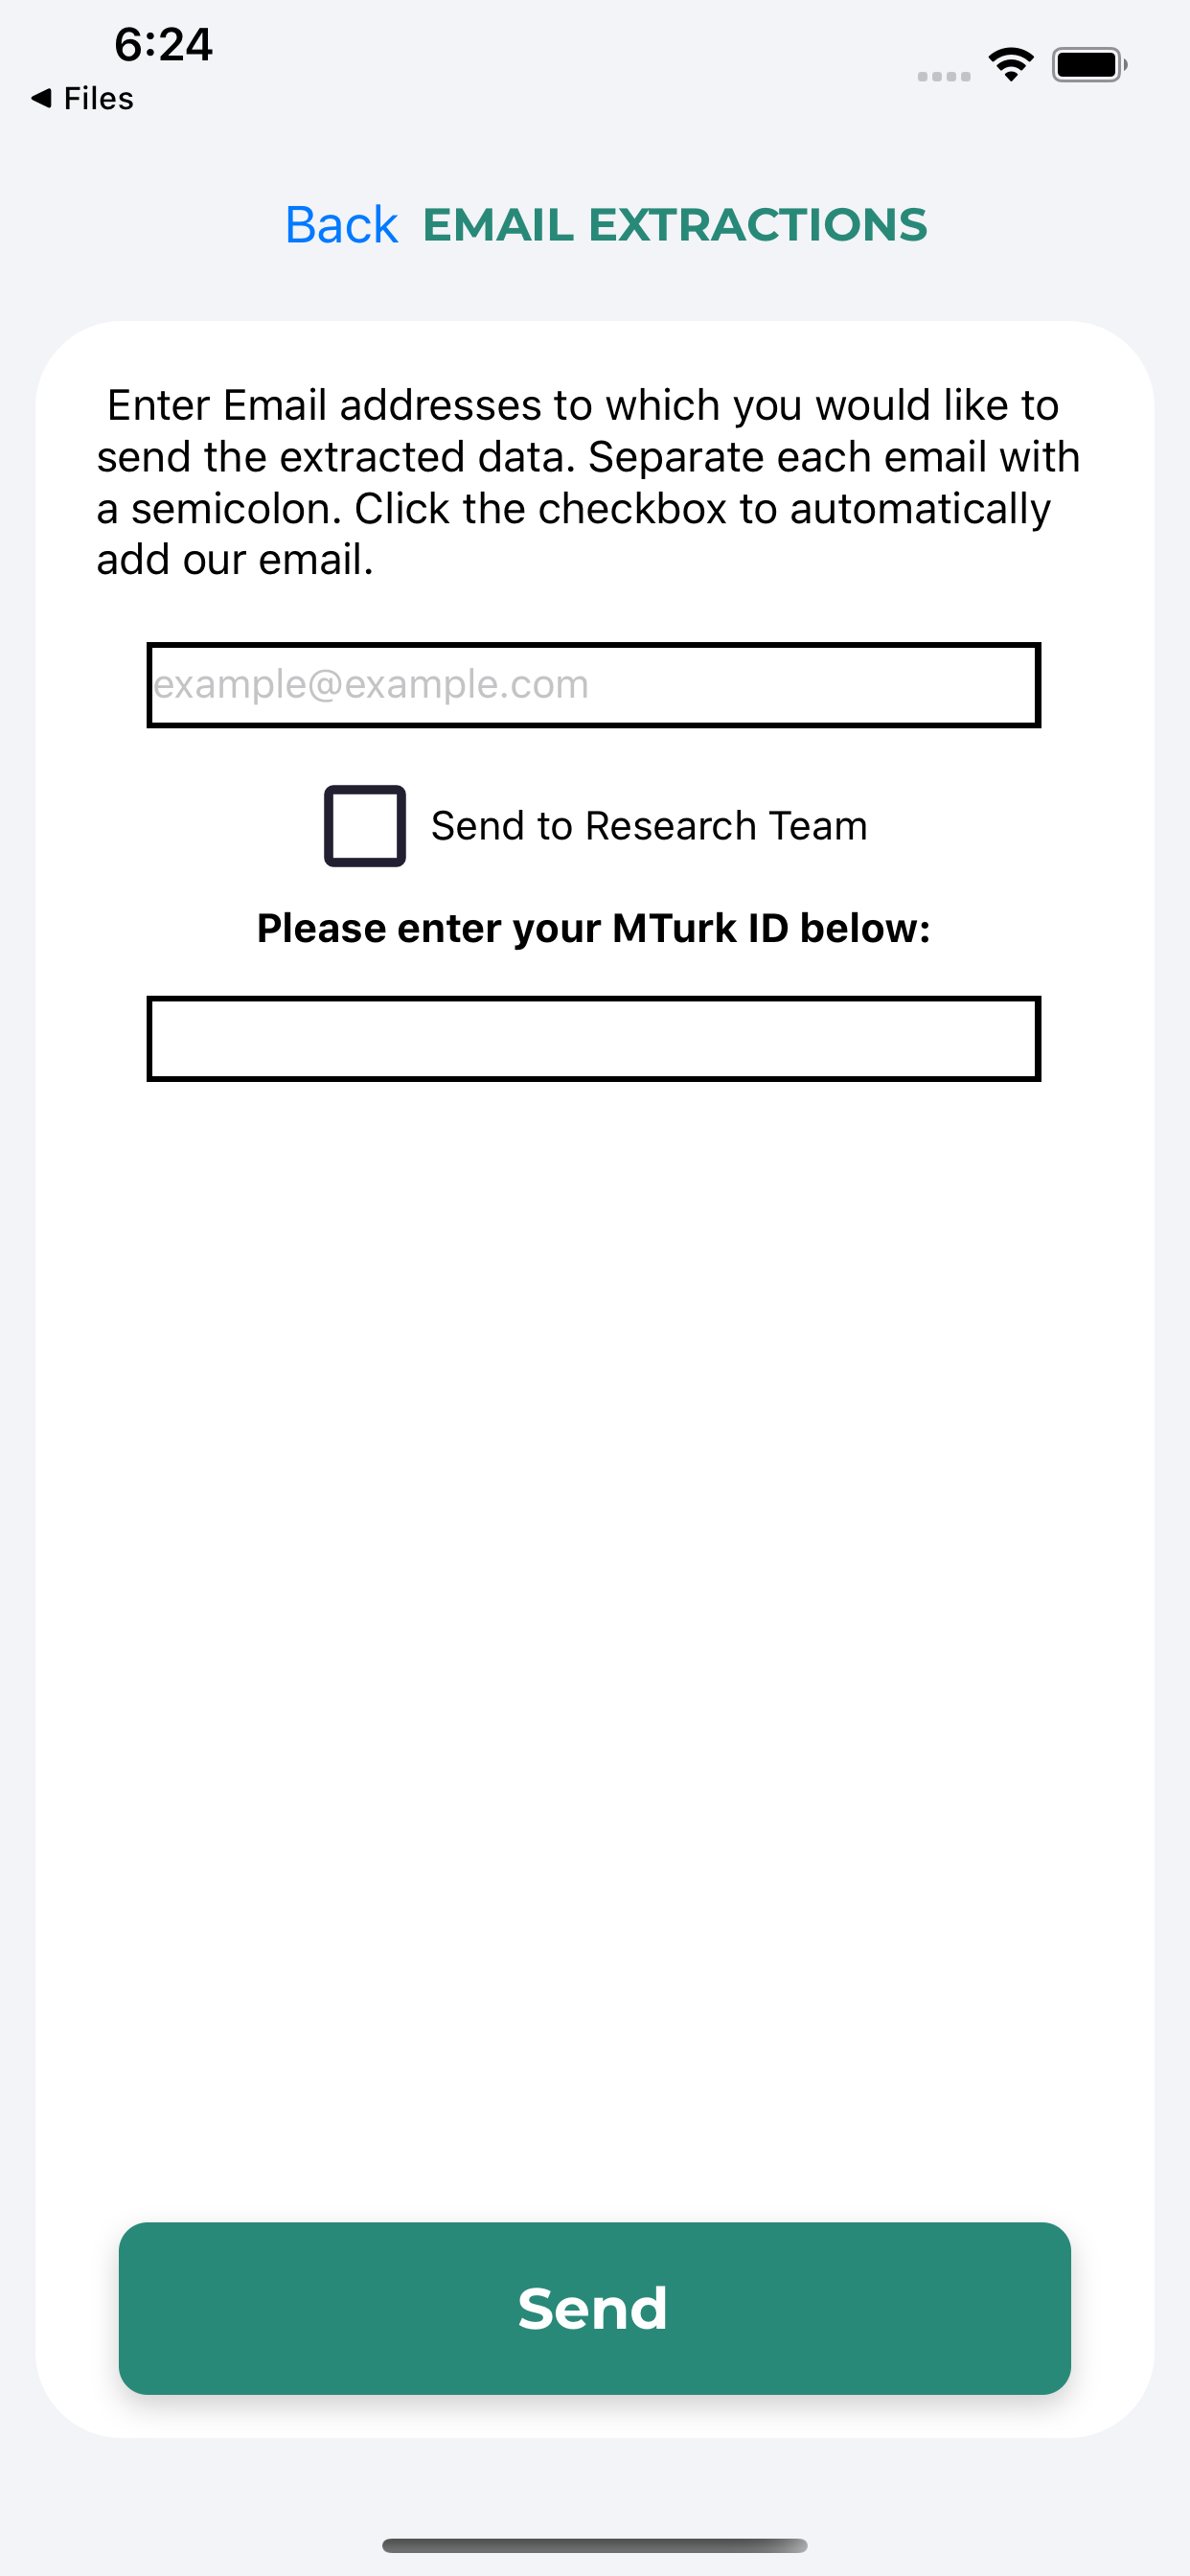 6:24
◀ Files
Back EMAIL EXTRACTIONS
Enter Email addresses to which you would like to
send the extracted data. Separate each email with
a semicolon. Click the checkbox to automatically
add our email.
example@example.com
Send to Research Team
Please enter your MTurk ID below:
Send